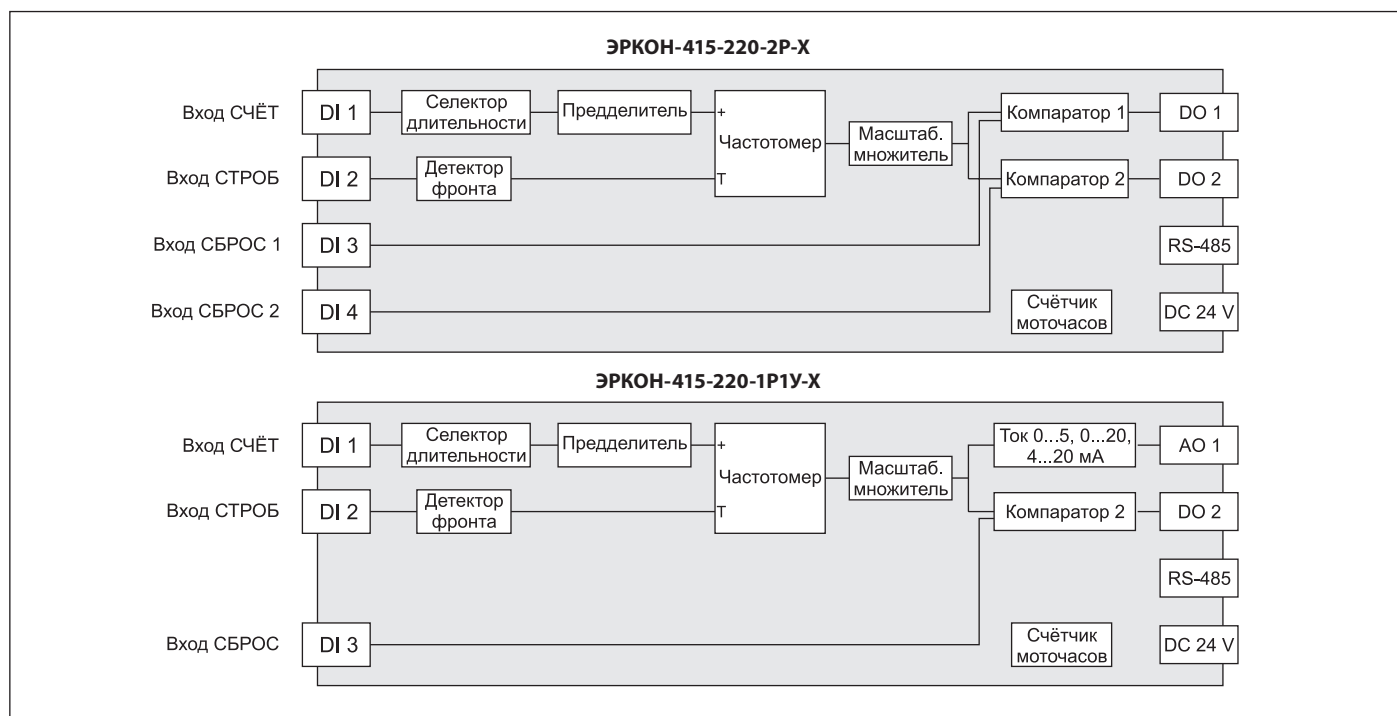 ЭРКОН-415-220-2Р-Х
Вход СЧЁТ
DI 1
Селектор
длительности
Предделитель
+
Частотомер
T
Масштаб.
множитель
Компаратор 1
DO 1
Вход СТРОБ
DI 2
Детектор
фронта
Компаратор 2
DO 2
Вход СБРОС 1
DI 3
RS-485
Вход СБРОС 2
DI 4
Счётчик
моточасов
DC 24 V
ЭРКОН-415-220-1Р1У-Х
Вход СЧЁТ
DI 1
Селектор
длительности
Предделитель
+
Частотомер
T
Масштаб.
множитель
Ток 0...5, 0...20,
4...20 мА
AO 1
Вход СТРОБ
DI 2
Детектор
фронта
Компаратор 2
DO 2
RS-485
Вход СБРОС
DI 3
Счётчик
моточасов
DC 24 V